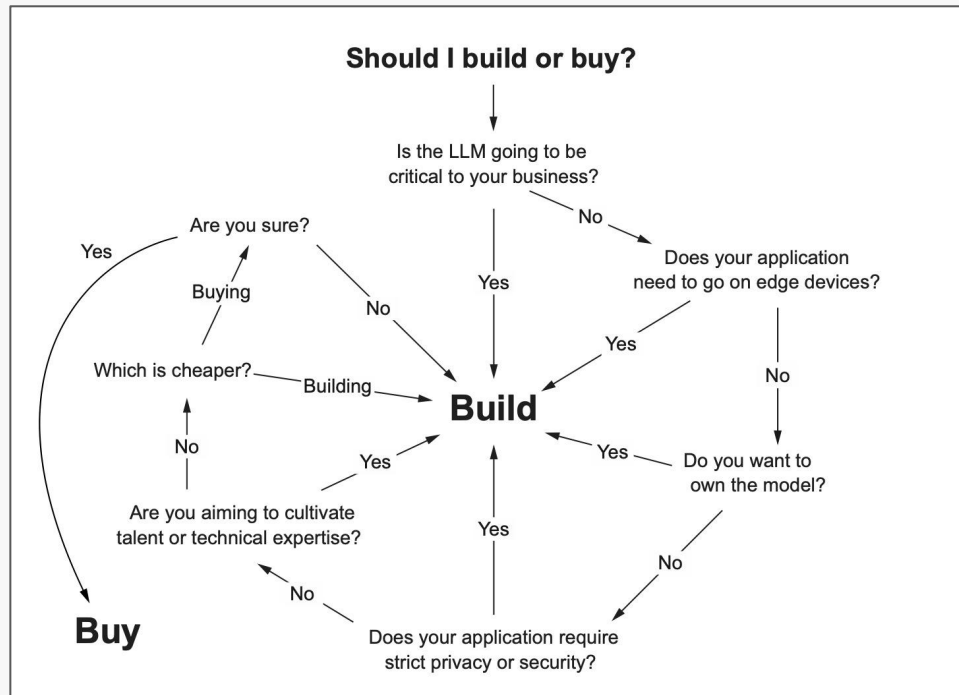 Should I build or buy?
Is the LLM going to be
critical to your business?
No
Yes
Does your application
need to go on edge devices?
Yes
No
Do you want to
own the model?
Yes
No
Does your application require
strict privacy or security?
Yes
No
Are you aiming to cultivate
talent or technical expertise?
Yes
No
Which is cheaper?
Building
Buying
Are you sure?
No
Yes
Build
Buy